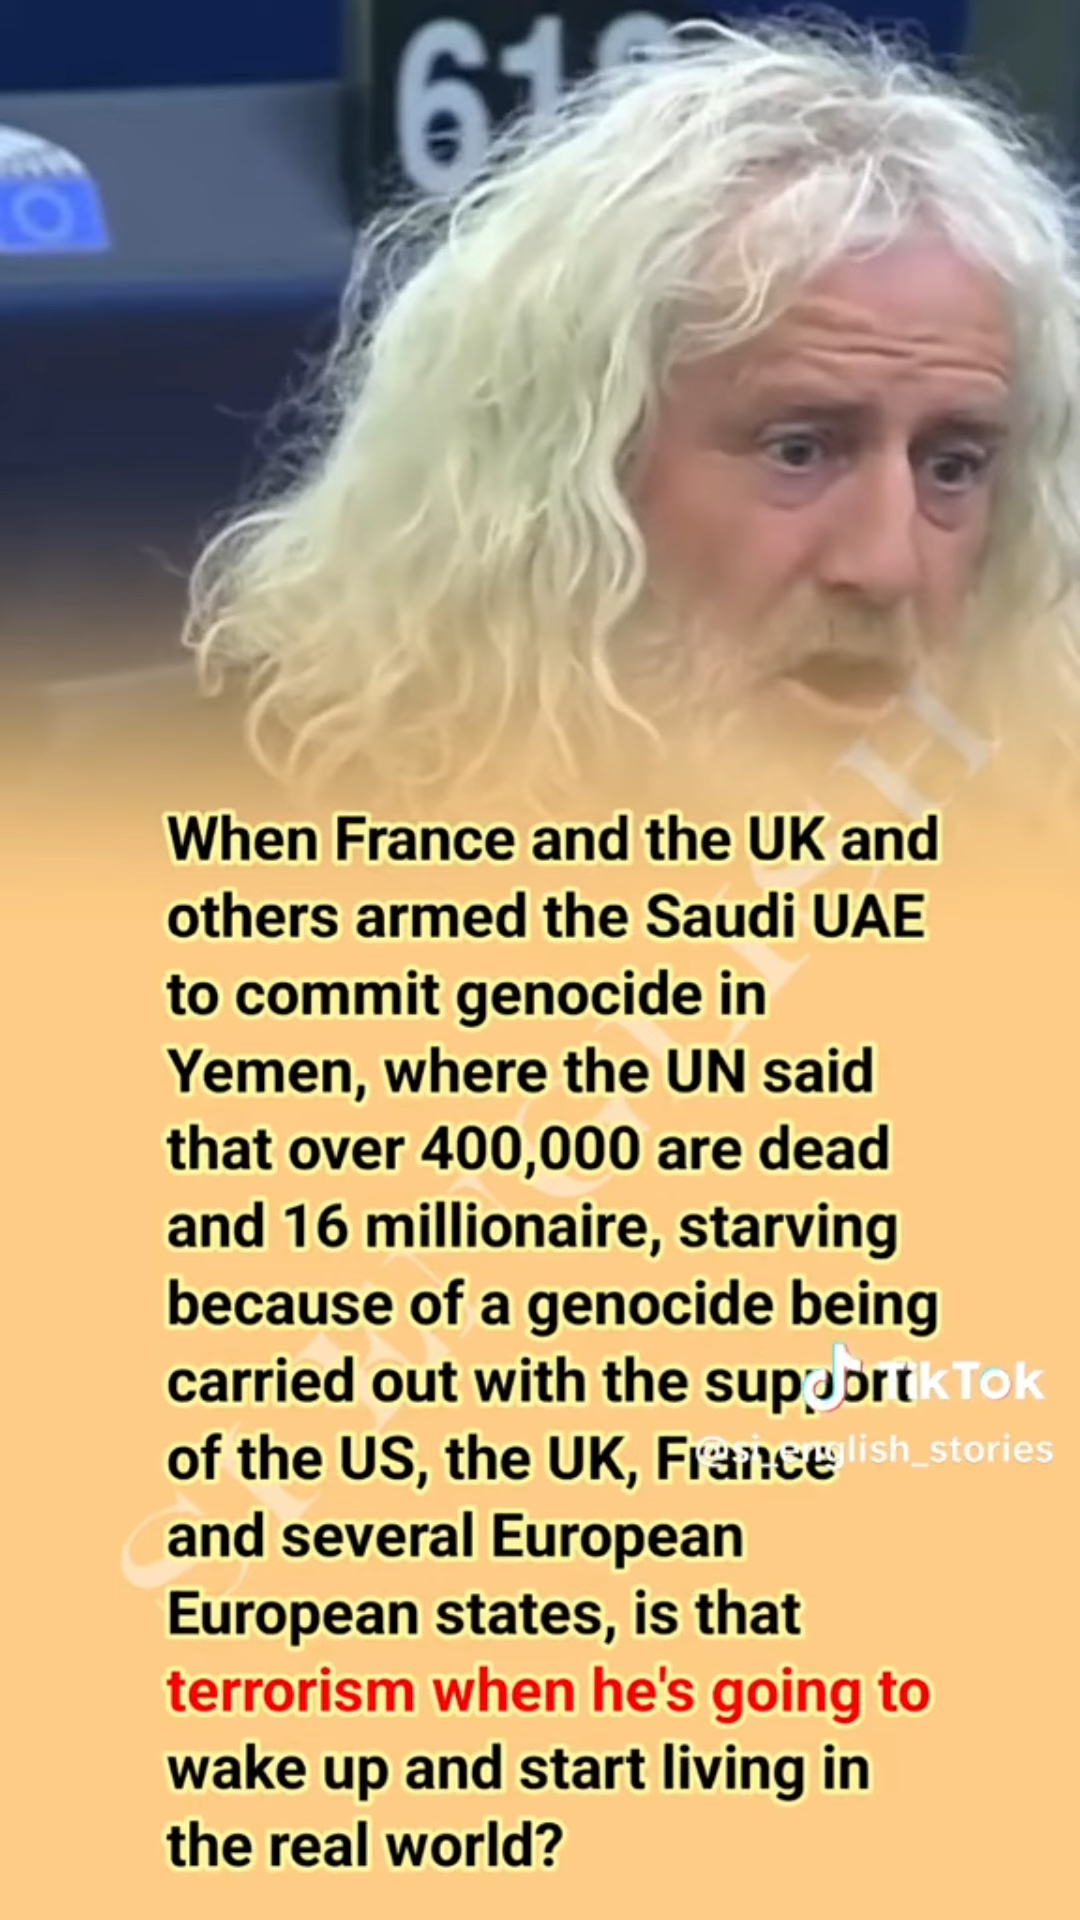 61
When France and the UK and
others armed the Saudi UAE
to commit genocide in
Yemen, where the UN said
that over 400,000 are dead
and 16 millionaire, starving
because of a genocide being
carried out with the support
TikTok
of the US, the UK, France
@si_english_stories
and several European
European states, is that
terrorism when he's going to
wake up and start living in
the real world?
SI ENGLISH